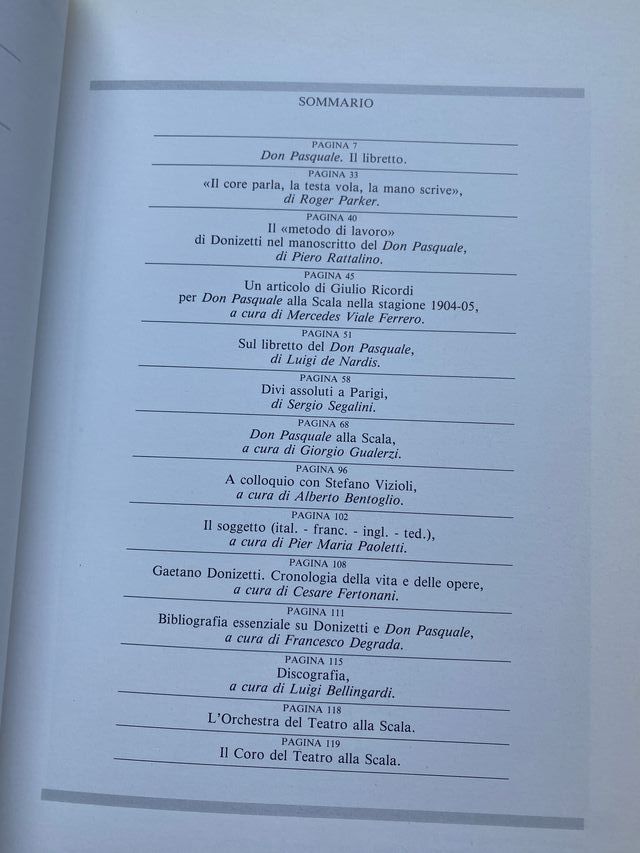 SOMMARIO
PAGINA 7
Don Pasquale. Il libretto.
PAGINA 33
«Il core parla, la testa vola, la mano scrive»,
di Roger Parker.
PAGINA 40
Il «metodo di lavoro»
di Donizetti nel manoscritto del Don Pasquale,
di Piero Rattalino.
PAGINA 45
Un articolo di Giulio Ricordi
per Don Pasquale alla Scala nella stagione 1904-05,
a cura di Mercedes Viale Ferrero.
PAGINA 51
Sul libretto del Don Pasquale,
di Luigi de Nardis.
PAGINA 58
Divi assoluti a Parigi,
di Sergio Segalini.
PAGINA 68
Don Pasquale alla Scala,
a cura di Giorgio Gualerzi.
PAGINA 96
A colloquio con Stefano Vizioli,
a cura di Alberto Bentoglio.
PAGINA 102
Il soggetto (ital. - franc. - ingl. - ted.),
a cura di Pier Maria Paoletti.
PAGINA 108
Gaetano Donizetti. Cronologia della vita e delle opere,
a cura di Cesare Fertonani.
PAGINA 111
Bibliografia essenziale su Donizetti e Don Pasquale,
a cura di Francesco Degrada.
PAGINA 115
Discografia,
a cura di Luigi Bellingardi.
PAGINA 118
L'Orchestra del Teatro alla Scala.
PAGINA 119
Il Coro del Teatro alla Scala.